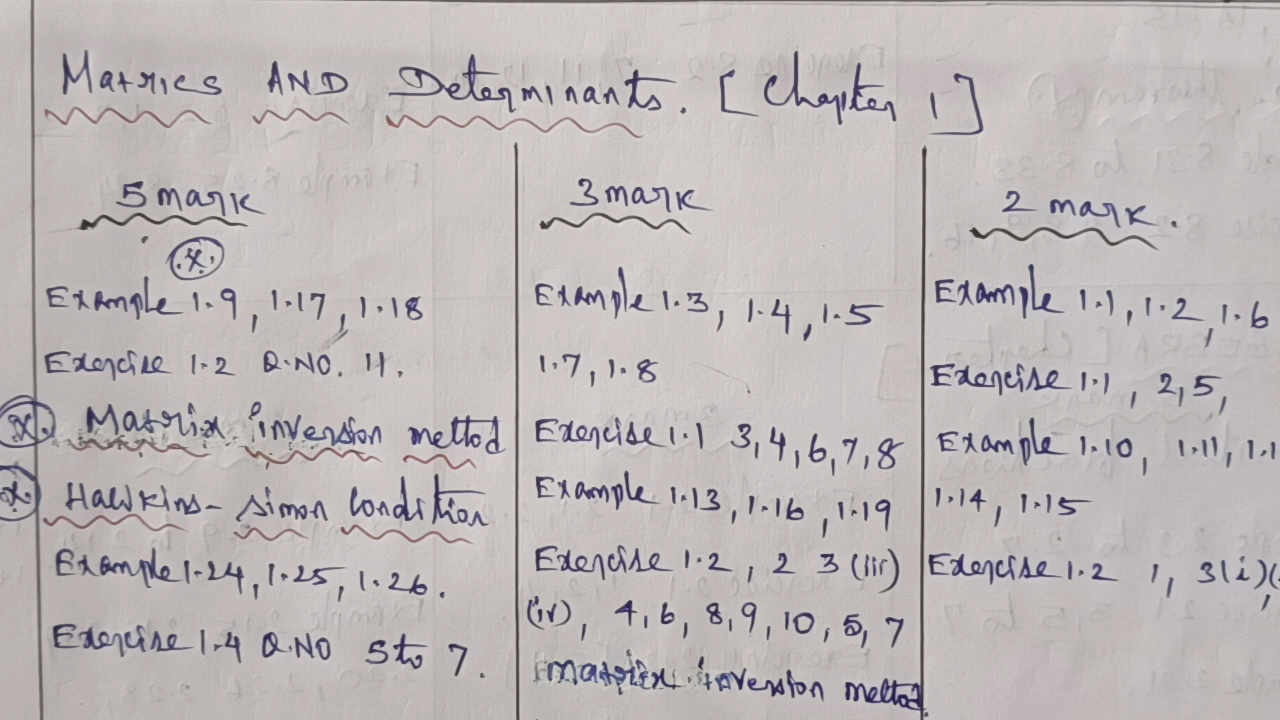 Matrics AND Determinants. [Chapter 1]
5 mark
Example 1.9, 1.17, 1.18
Exercise 1.2 Q.NO. 11.
Matrix inversion method
Hawkins - simon condition
Example 1.24, 1.25, 1.26.
Exercise 1.4 Q.NO 5 to 7.
3 mark
Example 1.3, 1.4, 1.5
1.7, 1.8
Exercise 1.1 3, 4, 6, 7, 8
Example 1.13, 1.16, 1.19
Exercise 1.2, 2 3 (iii)
(iv), 4, 6, 8, 9, 10, 5, 7
matrix inversion method
2 mark.
Example 1.1, 1.2, 1.6
Exercise 1.1, 2, 5,
Example 1.10, 1.11, 1.1
1.14, 1.15
Exercise 1.2 1, 3(i)(